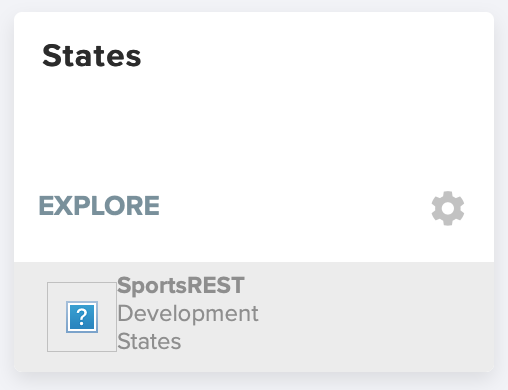 States
EXPLORE
?
SportsREST
Development
States